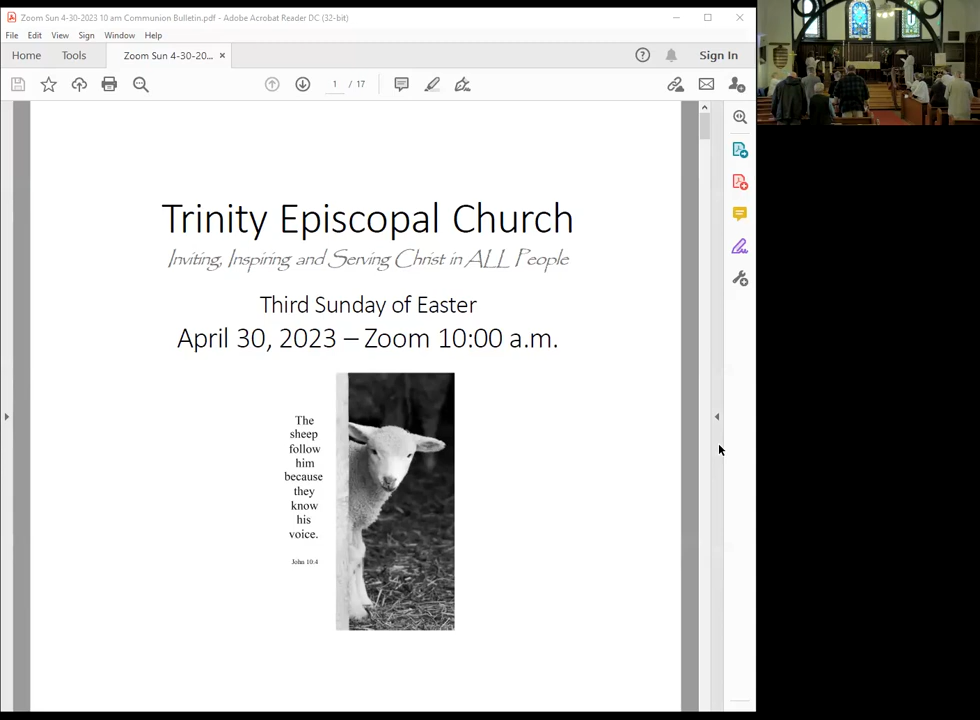 Zoom Sun 4-30-2023 10 am Communion Bulletin.pdf - Adobe Acrobat Reader DC (32-bit)
File Edit View Sign Window Help
Home Tools Zoom Sun 4-30-20... × Sign In
1 / 17
Trinity Episcopal Church
Inviting, Inspiring and Serving Christ in ALL People
Third Sunday of Easter
April 30, 2023 – Zoom 10:00 a.m.
The
sheep
follow
him
because
they
know
his
voice.
John 10:4